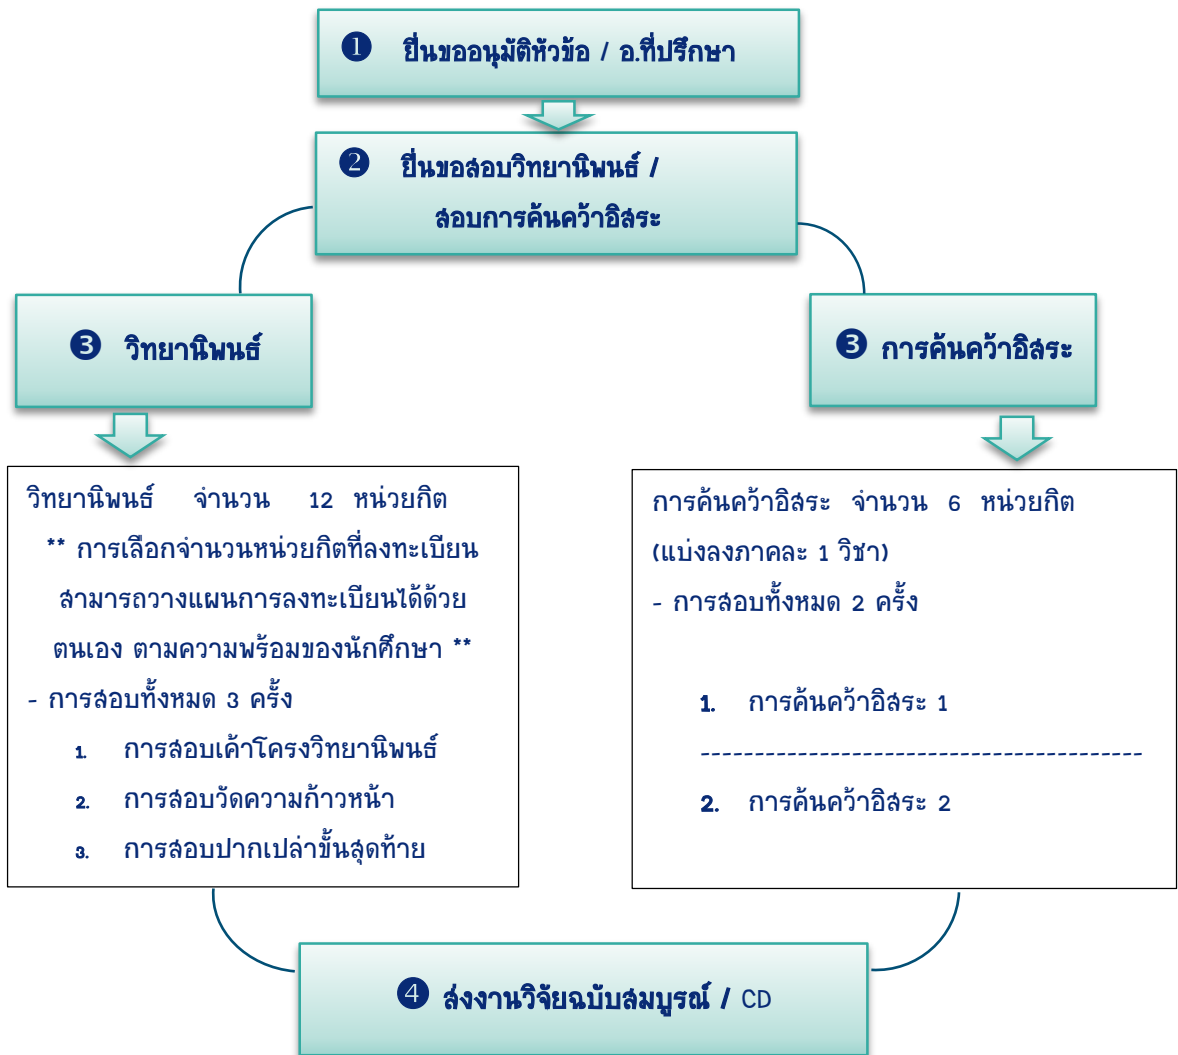 ❶ ยื่นขออนุมัติหัวข้อ / อ.ที่ปรึกษา
❷ ยื่นขอสอบวิทยานิพนธ์ /
สอบการค้นคว้าอิสระ
❸ วิทยานิพนธ์
❸ การค้นคว้าอิสระ
วิทยานิพนธ์ จำนวน 12 หน่วยกิต
** การเลือกจำนวนหน่วยกิตที่ลงทะเบียน
สามารถวางแผนการลงทะเบียนได้ด้วย
ตนเอง ตามความพร้อมของนักศึกษา **
- การสอบทั้งหมด 3 ครั้ง
1. การสอบเค้าโครงวิทยานิพนธ์
2. การสอบวัดความก้าวหน้า
3. การสอบปากเปล่าขั้นสุดท้าย
การค้นคว้าอิสระ จำนวน 6 หน่วยกิต
(แบ่งลงภาคละ 1 วิชา)
- การสอบทั้งหมด 2 ครั้ง
1. การค้นคว้าอิสระ 1
----------------------------------------
2. การค้นคว้าอิสระ 2
❹ ส่งงานวิจัยฉบับสมบูรณ์ / CD